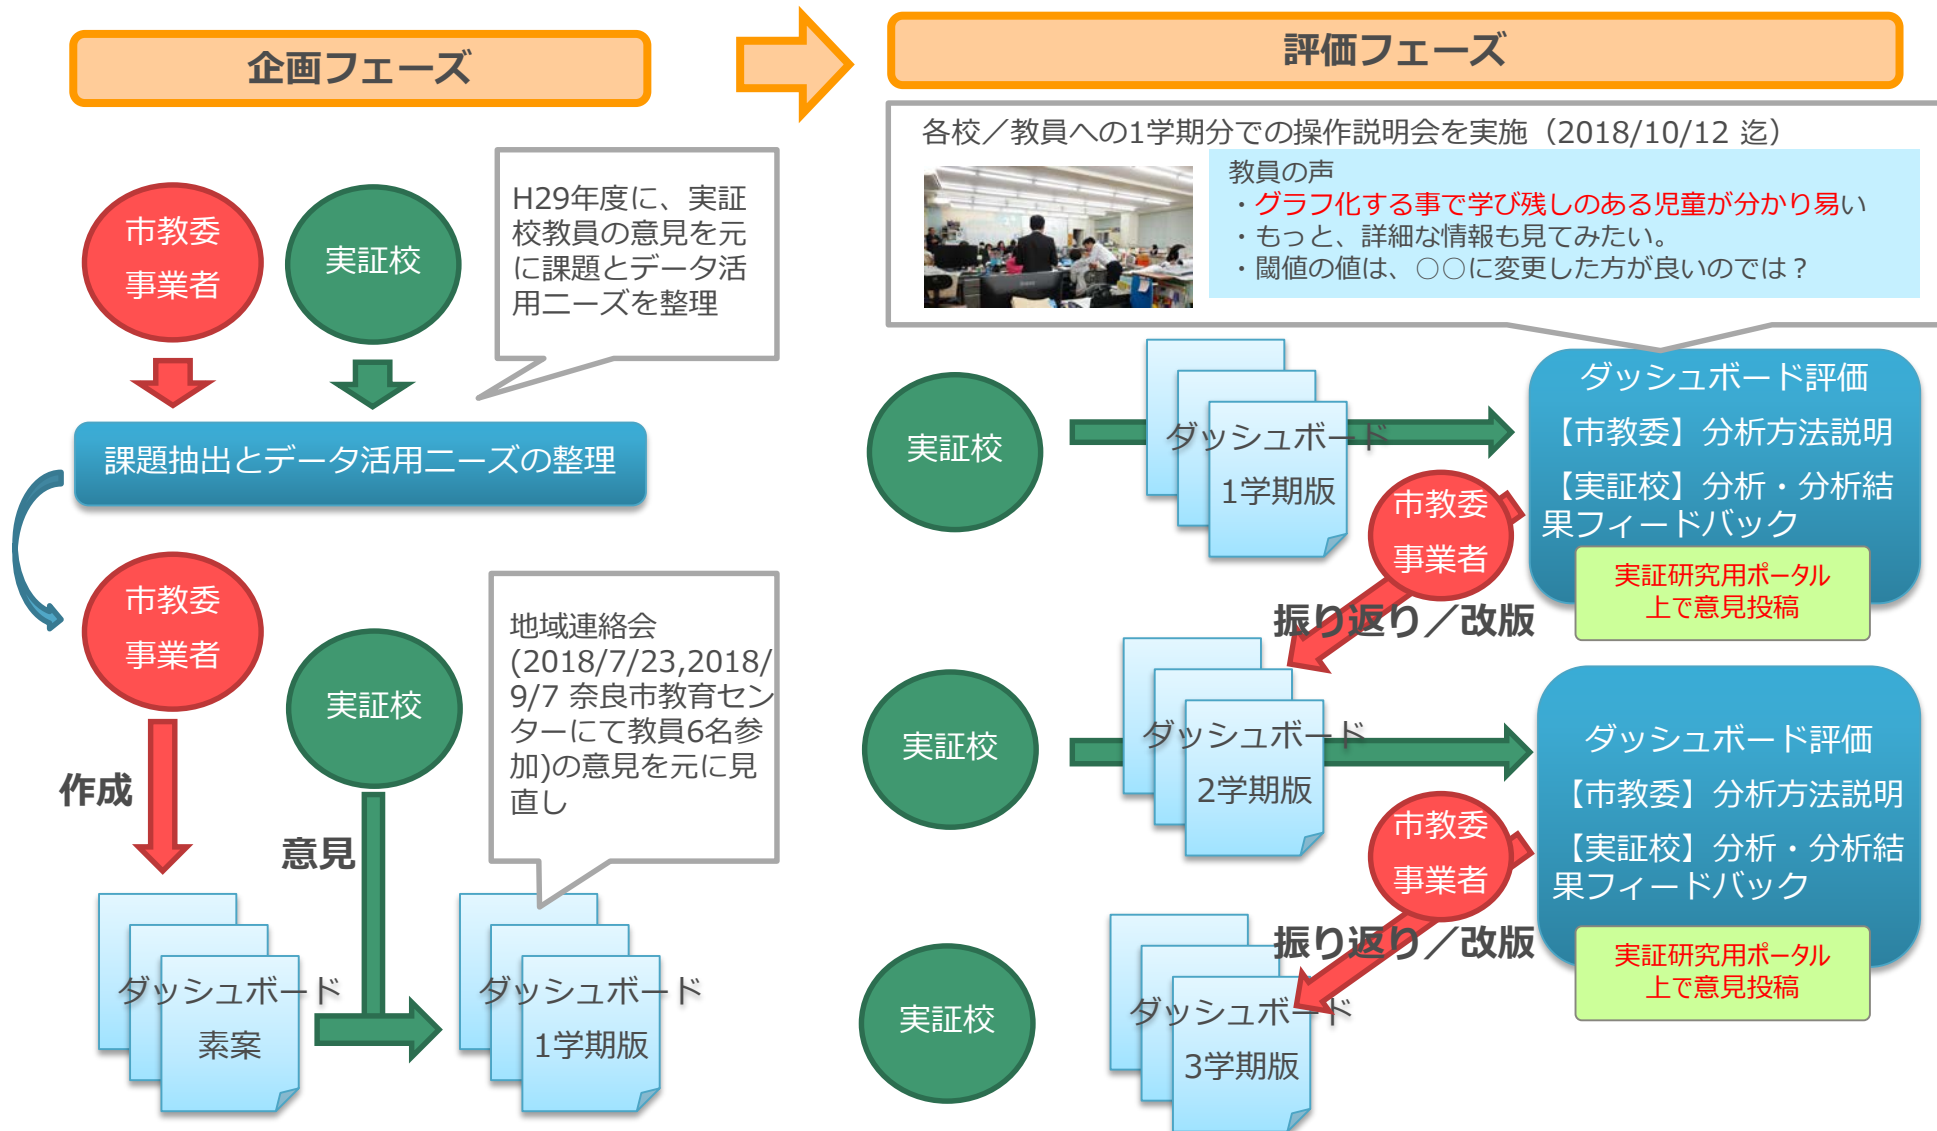 企画フェーズ
市教委
事業者
実証校
H29年度に、実証
校教員の意見を元
に課題とデータ活
用ニーズを整理
課題抽出とデータ活用ニーズの整理
市教委
事業者
実証校
作成
意見
地域連絡会
(2018/7/23,2018/
9/7 奈良市教育セン
ターにて教員6名参
加)の意見を元に見
直し
ダッシュボード
素案
ダッシュボード
1学期版
評価フェーズ
各校／教員への1学期分での操作説明会を実施（2018/10/12 迄）
教員の声
・グラフ化する事で学び残しのある児童が分かり易い
・もっと、詳細な情報も見てみたい。
・閾値の値は、○○に変更した方が良いのでは？
実証校
ダッシュボード
1学期版
ダッシュボード評価
【市教委】分析方法説明
【実証校】分析・分析結
果フィードバック
実証研究用ポータル
上で意見投稿
市教委
事業者
振り返り／改版
実証校
ダッシュボード
2学期版
ダッシュボード評価
【市教委】分析方法説明
【実証校】分析・分析結
果フィードバック
実証研究用ポータル
上で意見投稿
市教委
事業者
振り返り／改版
実証校
ダッシュボード
3学期版